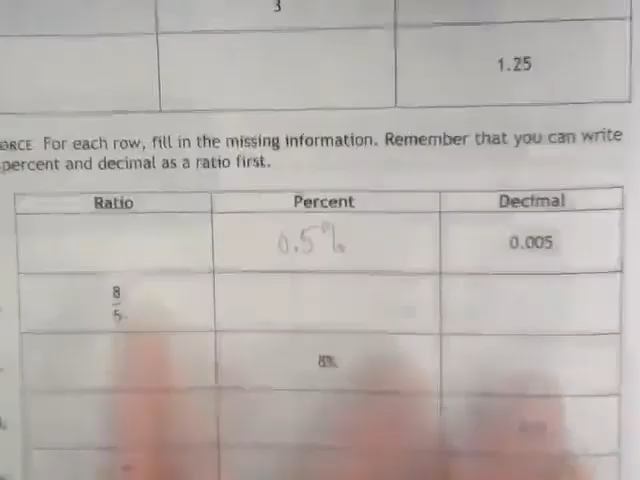 3
1.25
For each row, fill in the missing information. Remember that you can write
percent and decimal as a ratio first.
Ratio Percent Decimal
0.5% 0.005
8
5
8%